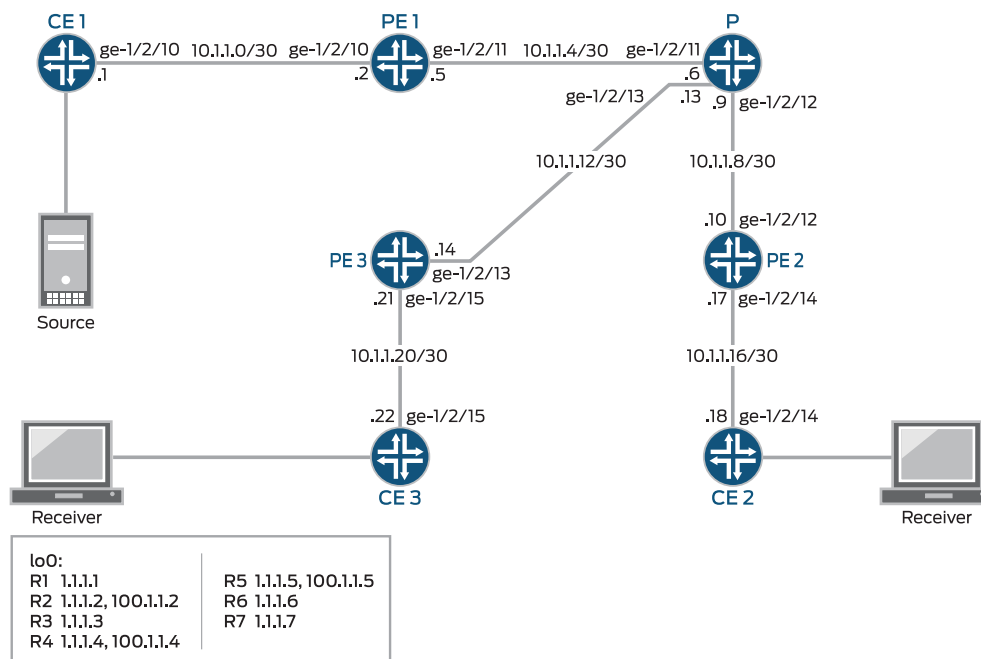 CE 1
PE 1
P
ge-1/2/10
10.1.1.0/30
ge-1/2/10
ge-1/2/11
10.1.1.4/30
ge-1/2/11
.1
.2
.5
.6
ge-1/2/13
.13
.9
ge-1/2/12
10.1.1.12/30
10.1.1.8/30
.10
ge-1/2/12
PE 3
.14
ge-1/2/13
PE 2
.21
ge-1/2/15
.17
ge-1/2/14
Source
10.1.1.20/30
10.1.1.16/30
.22
ge-1/2/15
.18
ge-1/2/14
CE 3
CE 2
Receiver
Receiver
lo0:
R1 1.1.1.1
R2 1.1.1.2, 100.1.1.2
R3 1.1.1.3
R4 1.1.1.4, 100.1.1.4
R5 1.1.1.5, 100.1.1.5
R6 1.1.1.6
R7 1.1.1.7